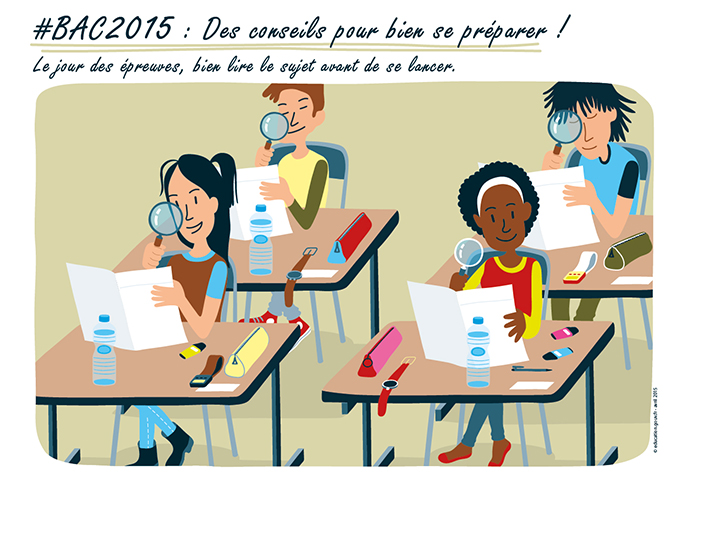 #BAC2015 : Des conseils pour bien se préparer !
Le jour des épreuves, bien lire le sujet avant de se lancer.
© education.gouv.fr - avril 2015